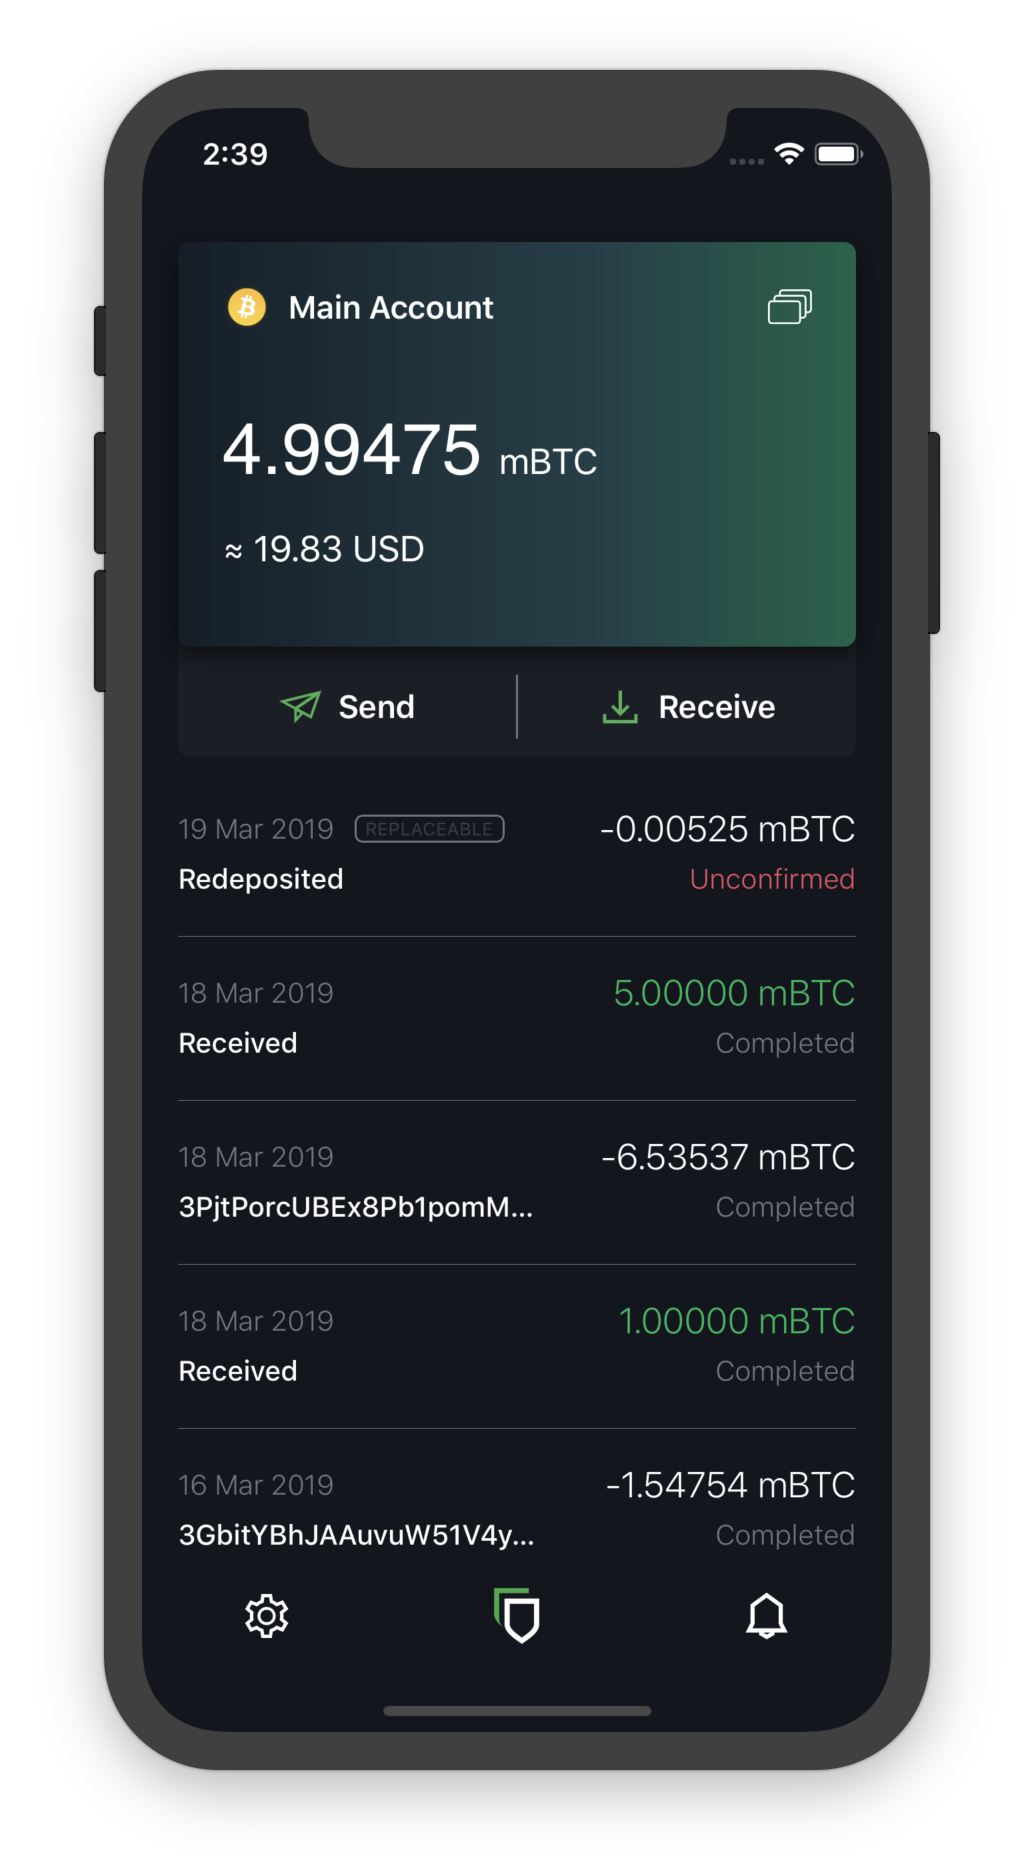 2:39
Main Account
4.99475 mBTC
≈ 19.83 USD
Send
Receive
19 Mar 2019 REPLACEABLE -0.00525 mBTC
Redeposited Unconfirmed
18 Mar 2019 5.00000 mBTC
Received Completed
18 Mar 2019 -6.53537 mBTC
3PjtPorcUBEx8Pb1pomM... Completed
18 Mar 2019 1.00000 mBTC
Received Completed
16 Mar 2019 -1.54754 mBTC
3GbitYBhJAAuvuW51V4y... Completed